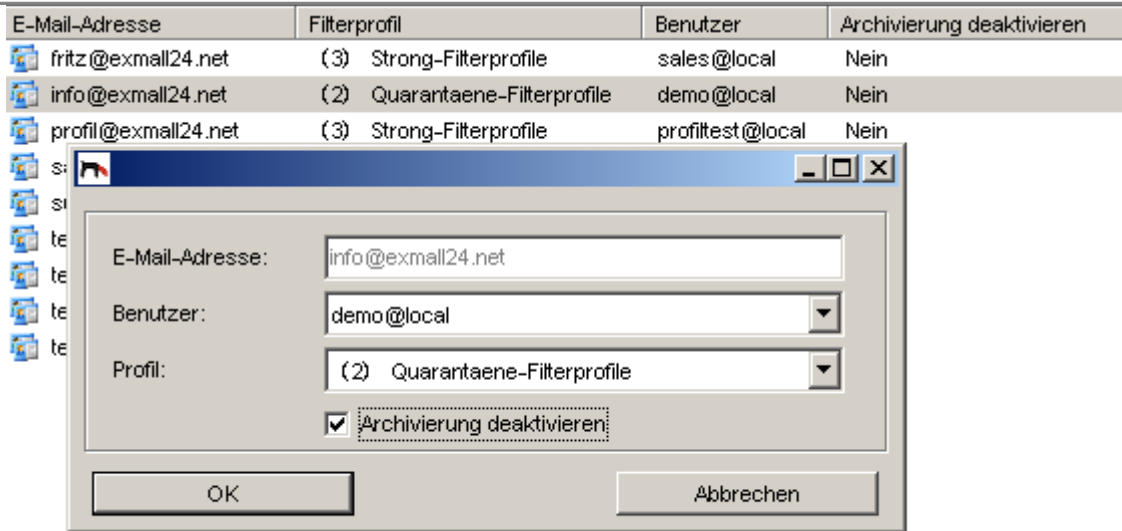 E-Mail-Adresse Filterprofil Benutzer Archivierung deaktivieren
fritz@exmall24.net (3) Strong-Filterprofile sales@local Nein
info@exmall24.net (2) Quarantaene-Filterprofile demo@local Nein
profil@exmall24.net (3) Strong-Filterprofile profiltest@local Nein
E-Mail-Adresse: info@exmall24.net
Benutzer: demo@local
Profil: (2) Quarantaene-Filterprofile
Archivierung deaktivieren
OK Abbrechen